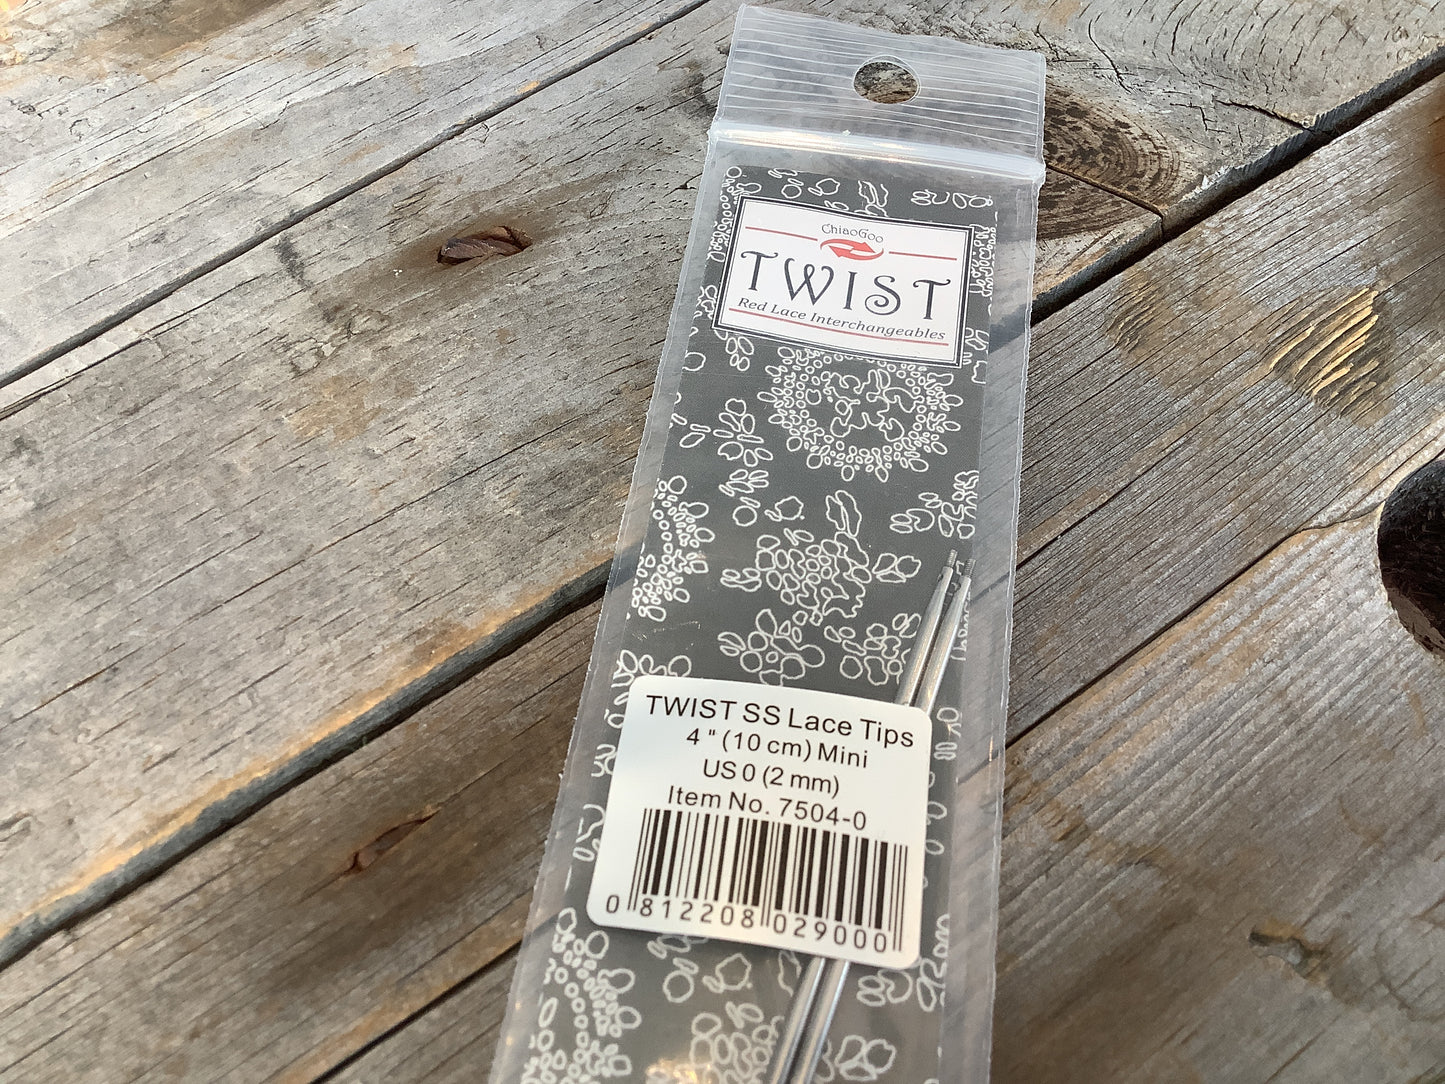 ChiaoGoo
TWIST
Red Lace Interchangeables
TWIST SS Lace Tips
4 " (10 cm) Mini
US 0 (2 mm)
Item No. 7504-0
0 812208 029000